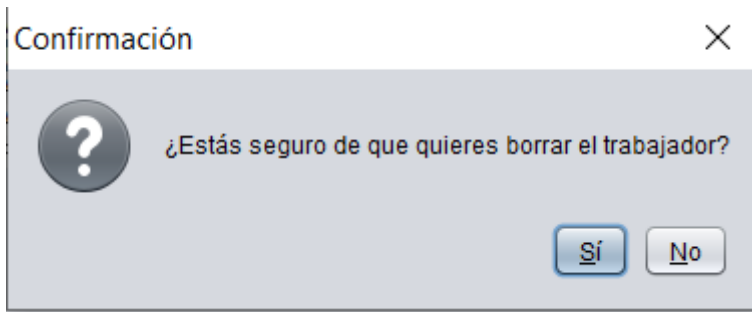 Confirmación
¿Estás seguro de que quieres borrar el trabajador?
Sí No